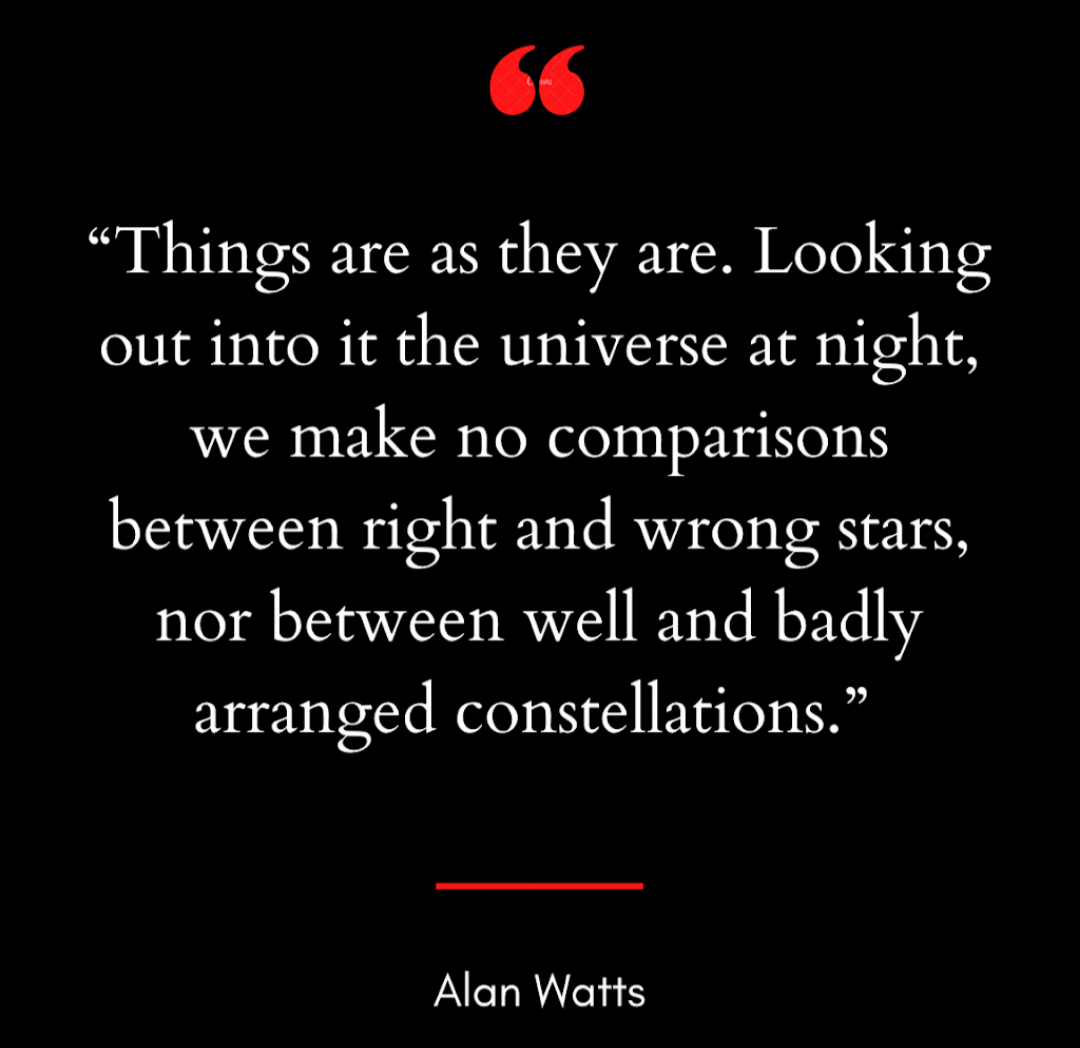 “Things are as they are. Looking
out into it the universe at night,
we make no comparisons
between right and wrong stars,
nor between well and badly
arranged constellations.”
Alan Watts